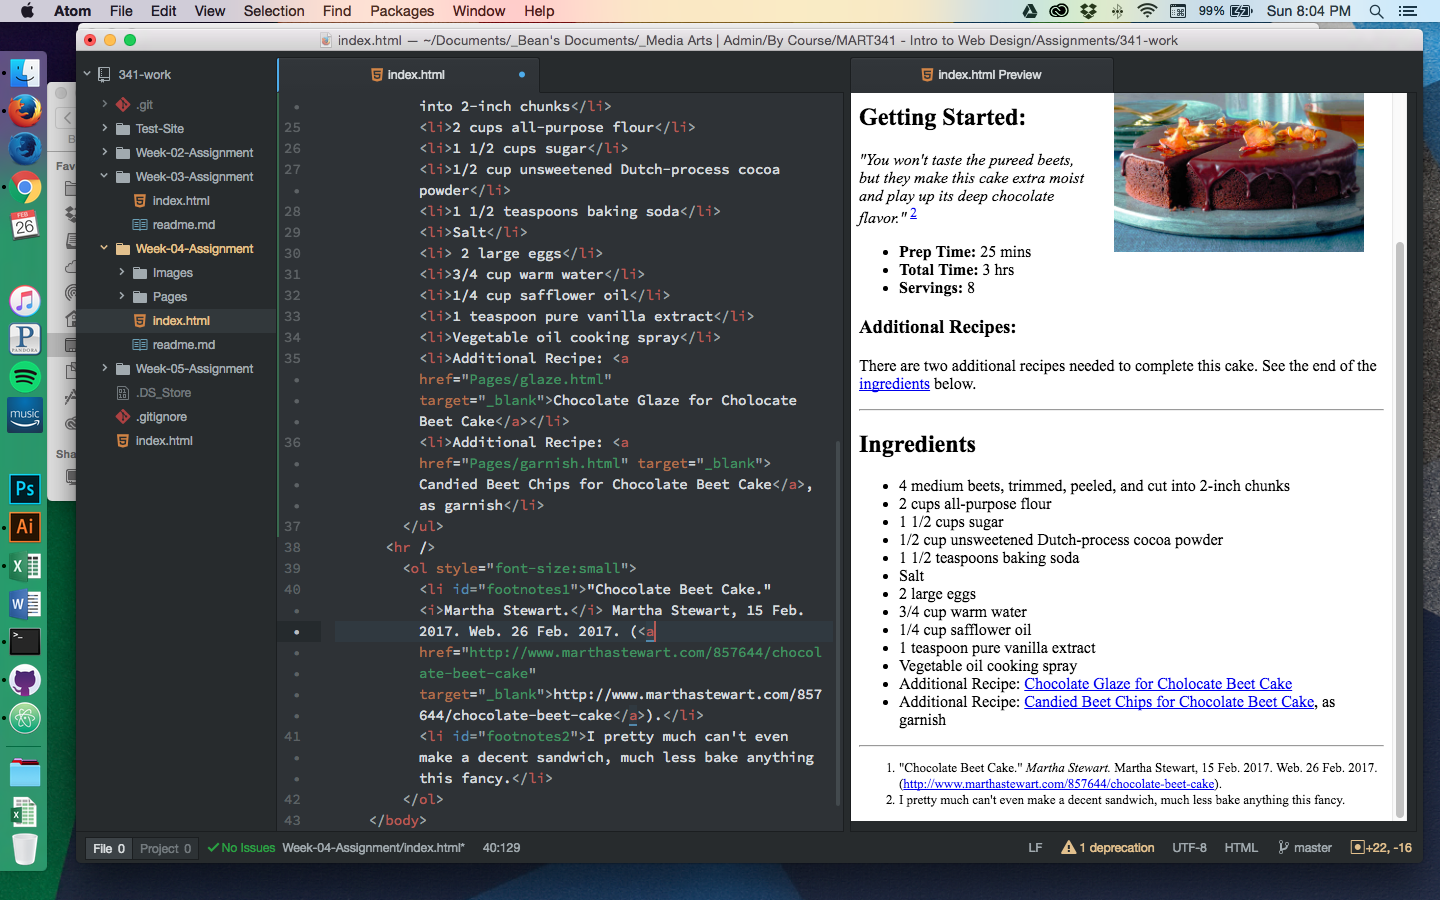 Atom File Edit View Selection Find Packages Window Help 99% Sun 8:04 PM
index.html — ~/Documents/_Bean's Documents/_Media Arts | Admin/By Course/MART341 - Intro to Web Design/Assignments/341-work
FEB
26
PANDORA
music
Ps
Ai
Fav
Sha
341-work
.git
Test-Site
Week-02-Assignment
Week-03-Assignment
index.html
readme.md
Week-04-Assignment
Images
Pages
index.html
readme.md
Week-05-Assignment
.DS_Store
.gitignore
index.html
index.html
into 2-inch chunks</li>
25 <li>2 cups all-purpose flour</li>
26 <li>1 1/2 cups sugar</li>
27 <li>1/2 cup unsweetened Dutch-process cocoa
powder</li>
28 <li>1 1/2 teaspoons baking soda</li>
29 <li>Salt</li>
30 <li> 2 large eggs</li>
31 <li>3/4 cup warm water</li>
32 <li>1/4 cup safflower oil</li>
33 <li>1 teaspoon pure vanilla extract</li>
34 <li>Vegetable oil cooking spray</li>
35 <li>Additional Recipe: <a
href="Pages/glaze.html"
target="_blank">Chocolate Glaze for Cholocate
Beet Cake</a></li>
36 <li>Additional Recipe: <a
href="Pages/garnish.html" target="_blank">
Candied Beet Chips for Chocolate Beet Cake</a>,
as garnish</li>
37 </ul>
38 <hr />
39 <ol style="font-size:small">
40 <li id="footnotes1">"Chocolate Beet Cake."
<i>Martha Stewart.</i> Martha Stewart, 15 Feb.
2017. Web. 26 Feb. 2017. (<a
href="http://www.marthastewart.com/857644/chocol
ate-beet-cake"
target="_blank">http://www.marthastewart.com/857
644/chocolate-beet-cake</a>).</li>
41 <li id="footnotes2">I pretty much can't even
make a decent sandwich, much less bake anything
this fancy.</li>
42 </ol>
43 </body>
index.html Preview
Getting Started:
"You won't taste the pureed beets,
but they make this cake extra moist
and play up its deep chocolate
flavor." 2
Prep Time: 25 mins
Total Time: 3 hrs
Servings: 8
Additional Recipes:
There are two additional recipes needed to complete this cake. See the end of the
ingredients below.
Ingredients
4 medium beets, trimmed, peeled, and cut into 2-inch chunks
2 cups all-purpose flour
1 1/2 cups sugar
1/2 cup unsweetened Dutch-process cocoa powder
1 1/2 teaspoons baking soda
Salt
2 large eggs
3/4 cup warm water
1/4 cup safflower oil
1 teaspoon pure vanilla extract
Vegetable oil cooking spray
Additional Recipe: Chocolate Glaze for Cholocate Beet Cake
Additional Recipe: Candied Beet Chips for Chocolate Beet Cake, as
garnish
1. "Chocolate Beet Cake." Martha Stewart. Martha Stewart, 15 Feb. 2017. Web. 26 Feb. 2017.
(http://www.marthastewart.com/857644/chocolate-beet-cake).
2. I pretty much can't even make a decent sandwich, much less bake anything this fancy.
File 0 Project 0 No Issues Week-04-Assignment/index.html* 40:129 LF 1 deprecation UTF-8 HTML master +22, -16